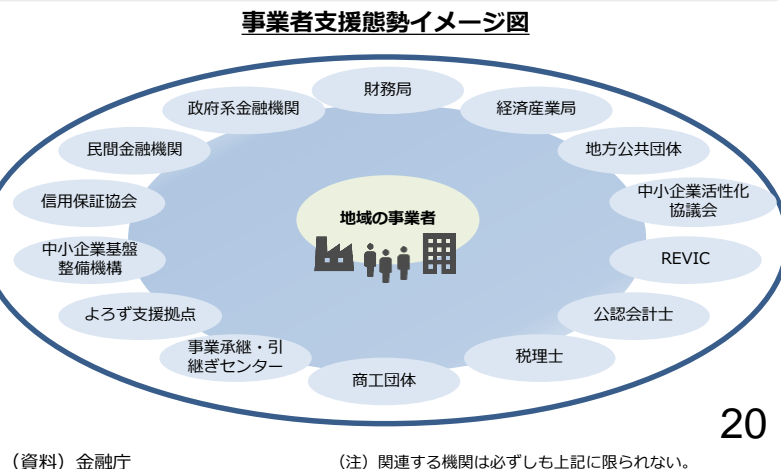 事業者支援態勢イメージ図
財務局
政府系金融機関
経済産業局
民間金融機関
地方公共団体
信用保証協会
中小企業活性化
協議会
地域の事業者
中小企業基盤
整備機構
REVIC
よろず支援拠点
公認会計士
事業承継・引
継ぎセンター
税理士
商工団体
20
（資料）金融庁
（注）関連する機関は必ずしも上記に限られない。